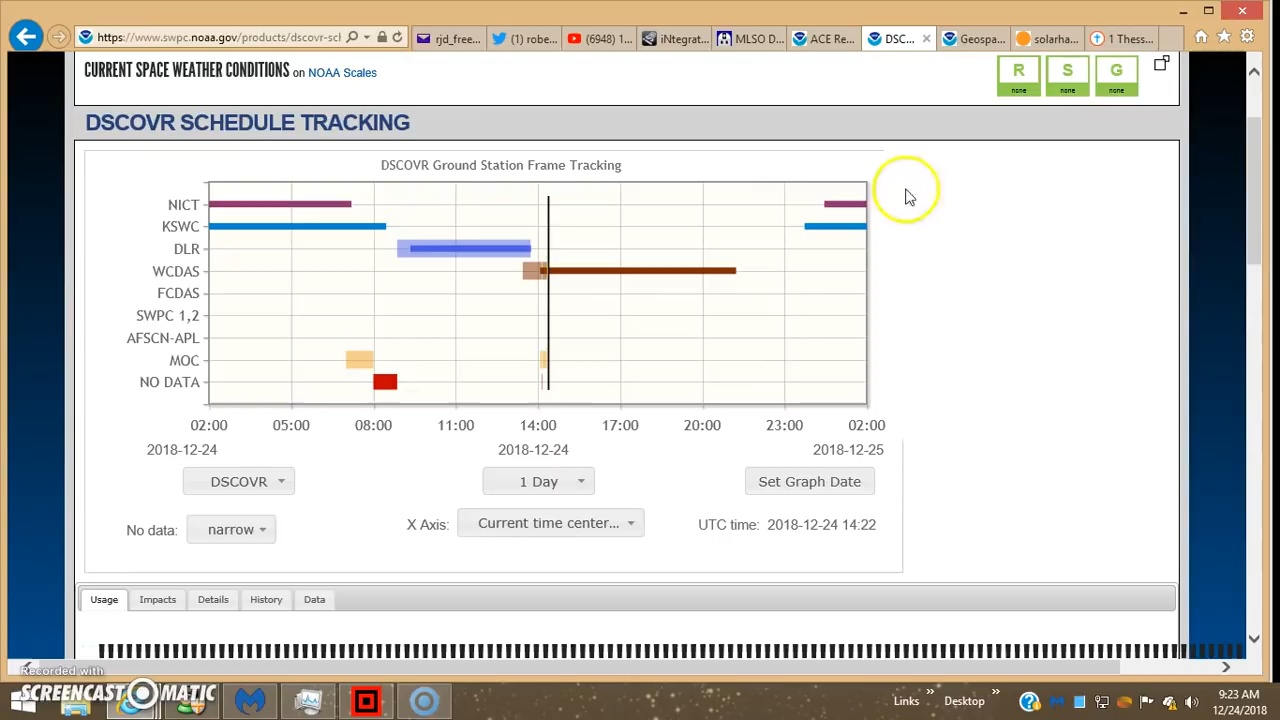 https://www.swpc.noaa.gov/products/dscovr-scl
rjd_free...
(1) robe...
(6948) 1...
iNtegrat...
MLSO D...
ACE Re...
DSC...
Geospa...
solarha...
1 Thess...
CURRENT SPACE WEATHER CONDITIONS on NOAA Scales
R S G
none none none
DSCOVR SCHEDULE TRACKING
DSCOVR Ground Station Frame Tracking
NICT
KSWC
DLR
WCDAS
FCDAS
SWPC 1,2
AFSCN-APL
MOC
NO DATA
02:00 05:00 08:00 11:00 14:00 17:00 20:00 23:00 02:00
2018-12-24 2018-12-24 2018-12-25
DSCOVR 1 Day Set Graph Date
No data: narrow X Axis: Current time center... UTC time: 2018-12-24 14:22
Usage Impacts Details History Data
Recorded with
SCREENCAST-O-MATIC
Links » Desktop »
9:23 AM
12/24/2018